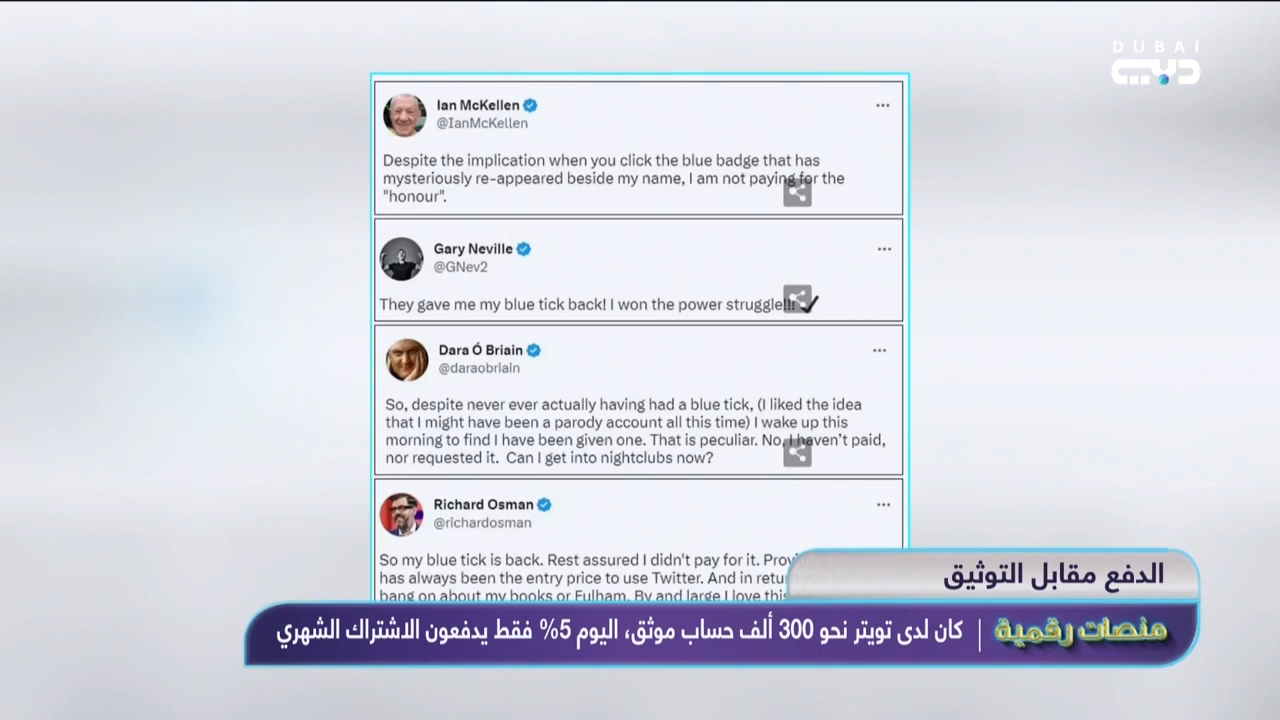 DUBAI
دبي
Ian McKellen
@IanMcKellen
Despite the implication when you click the blue badge that has
mysteriously re-appeared beside my name, I am not paying for the
"honour".
Gary Neville
@GNev2
They gave me my blue tick back! I won the power struggle!!!
Dara Ó Briain
@daraobriain
So, despite never ever actually having had a blue tick, (I liked the idea
that I might have been a parody account all this time) I wake up this
morning to find I have been given one. That is peculiar. No, I haven't paid,
nor requested it. Can I get into nightclubs now?
Richard Osman
@richardosman
So my blue tick is back. Rest assured I didn't pay for it.
has always been the entry price to use Twitter. And in return
bang on about my books or Fulham. By and large I love this
الدفع مقابل التوثيق
منصات رقمية | كان لدى تويتر نحو 300 ألف حساب موثق، اليوم 5% فقط يدفعون الاشتراك الشهري